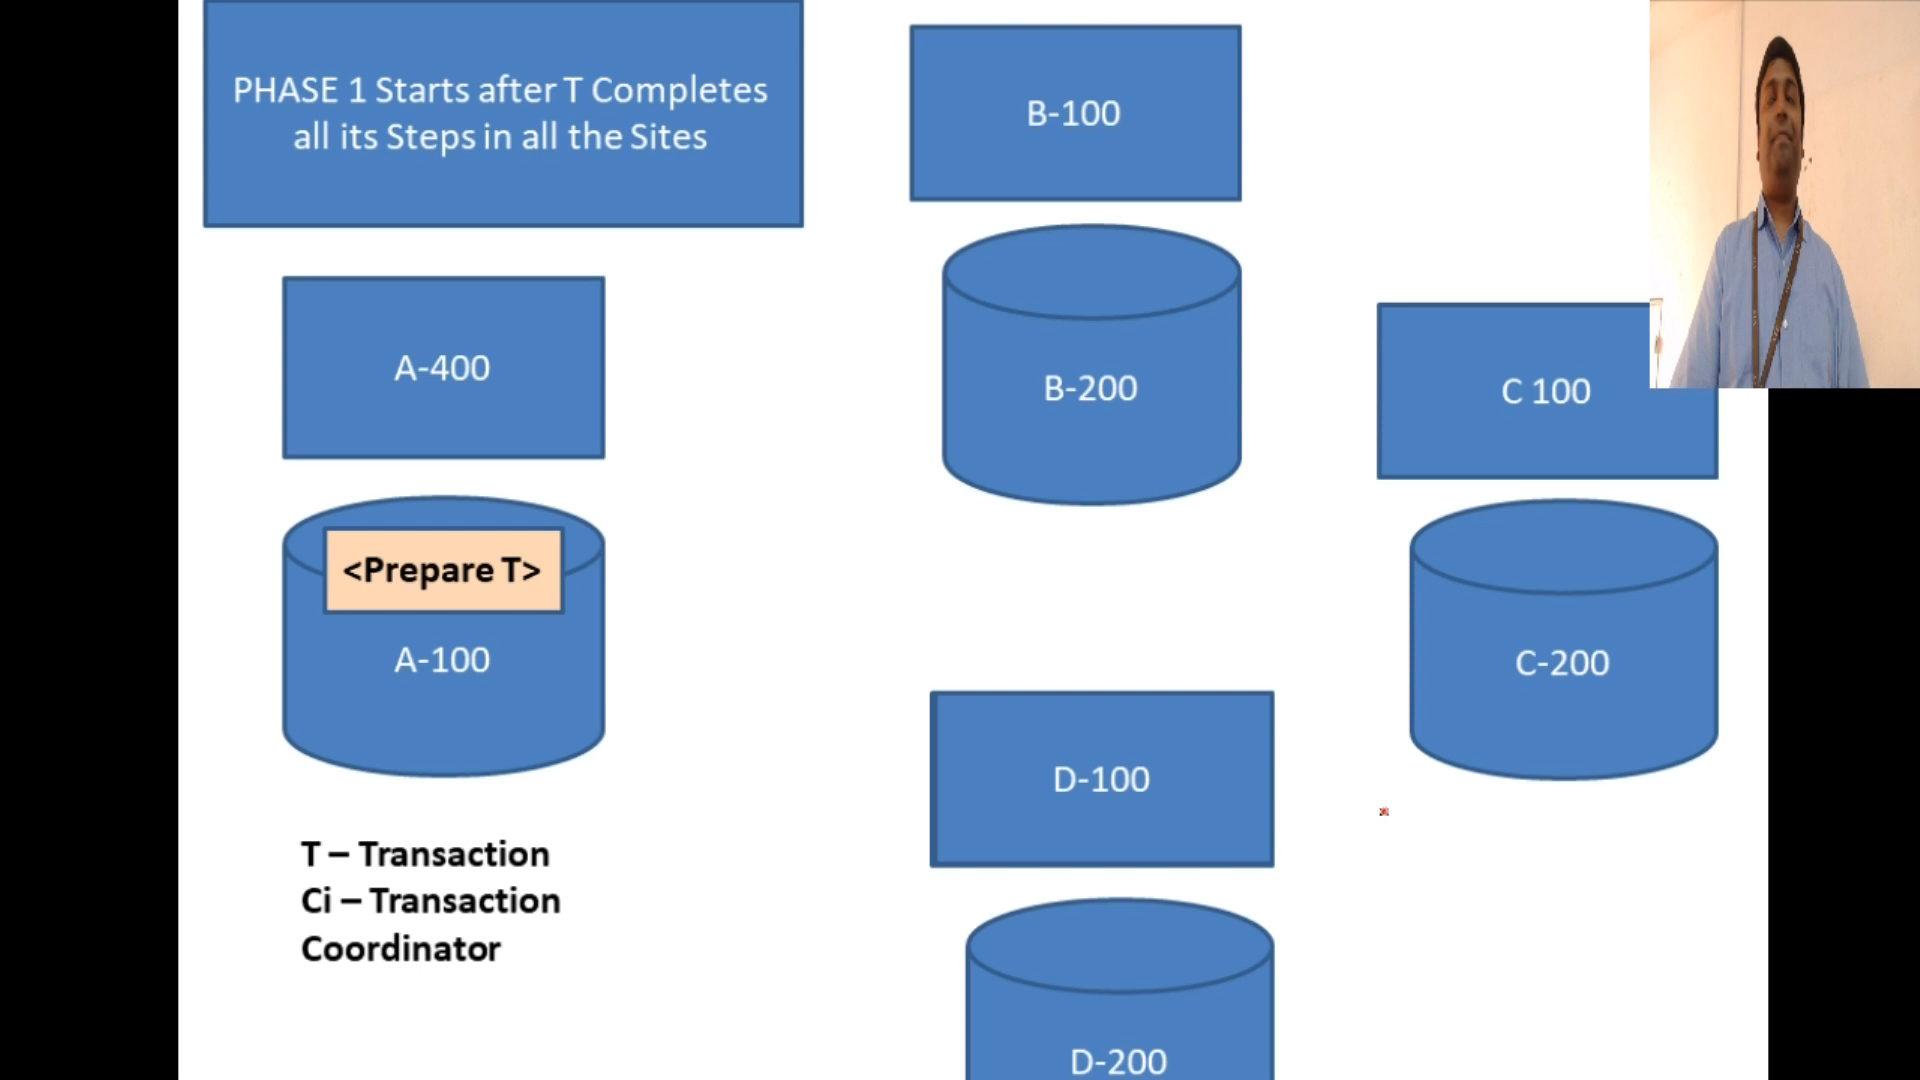 PHASE 1 Starts after T Completes
all its Steps in all the Sites
B-100
A-400
B-200
C 100
<Prepare T>
A-100
C-200
D-100
T – Transaction
Ci – Transaction
Coordinator
D-200